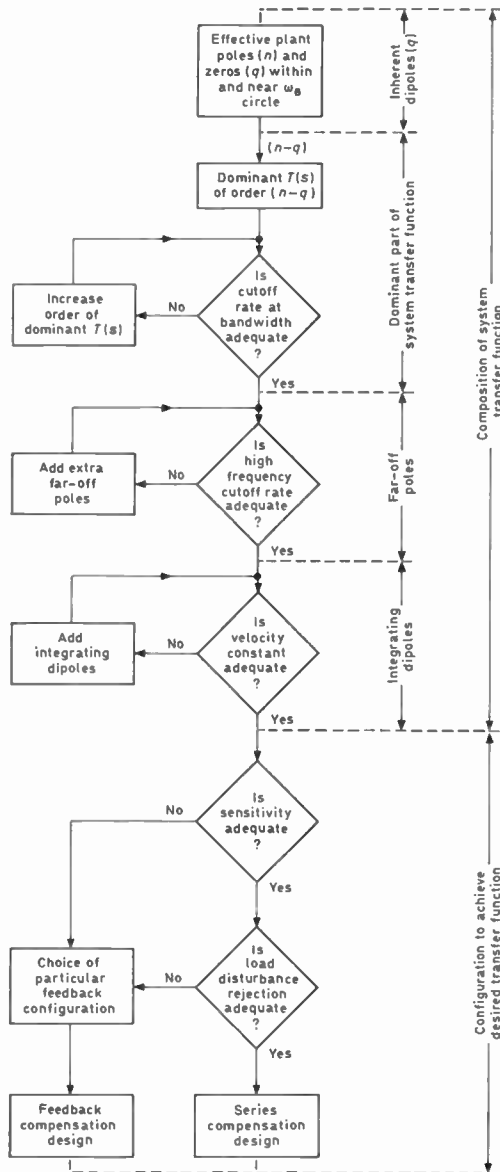 Effective plant
poles (n) and
zeros (q) within
and near ωB
circle
Inherent
dipoles (q)
(n-q)
Dominant T(s)
of order (n-q)
Dominant part of
system transfer function
Increase
order of
dominant T(s)
No
Is
cutoff
rate at
bandwidth
adequate
?
Yes
Composition of system
transfer function
Add extra
far-off
poles
No
Is
high
frequency
cutoff rate
adequate
?
Yes
Far-off
poles
Add
integrating
dipoles
No
Is
velocity
constant
adequate
?
Yes
Integrating
dipoles
No
Is
sensitivity
adequate
?
Yes
Choice of
particular
feedback
configuration
No
Is
load
disturbance
rejection
adequate
?
Yes
Configuration to achieve
desired transfer function
Feedback
compensation
design
Series
compensation
design